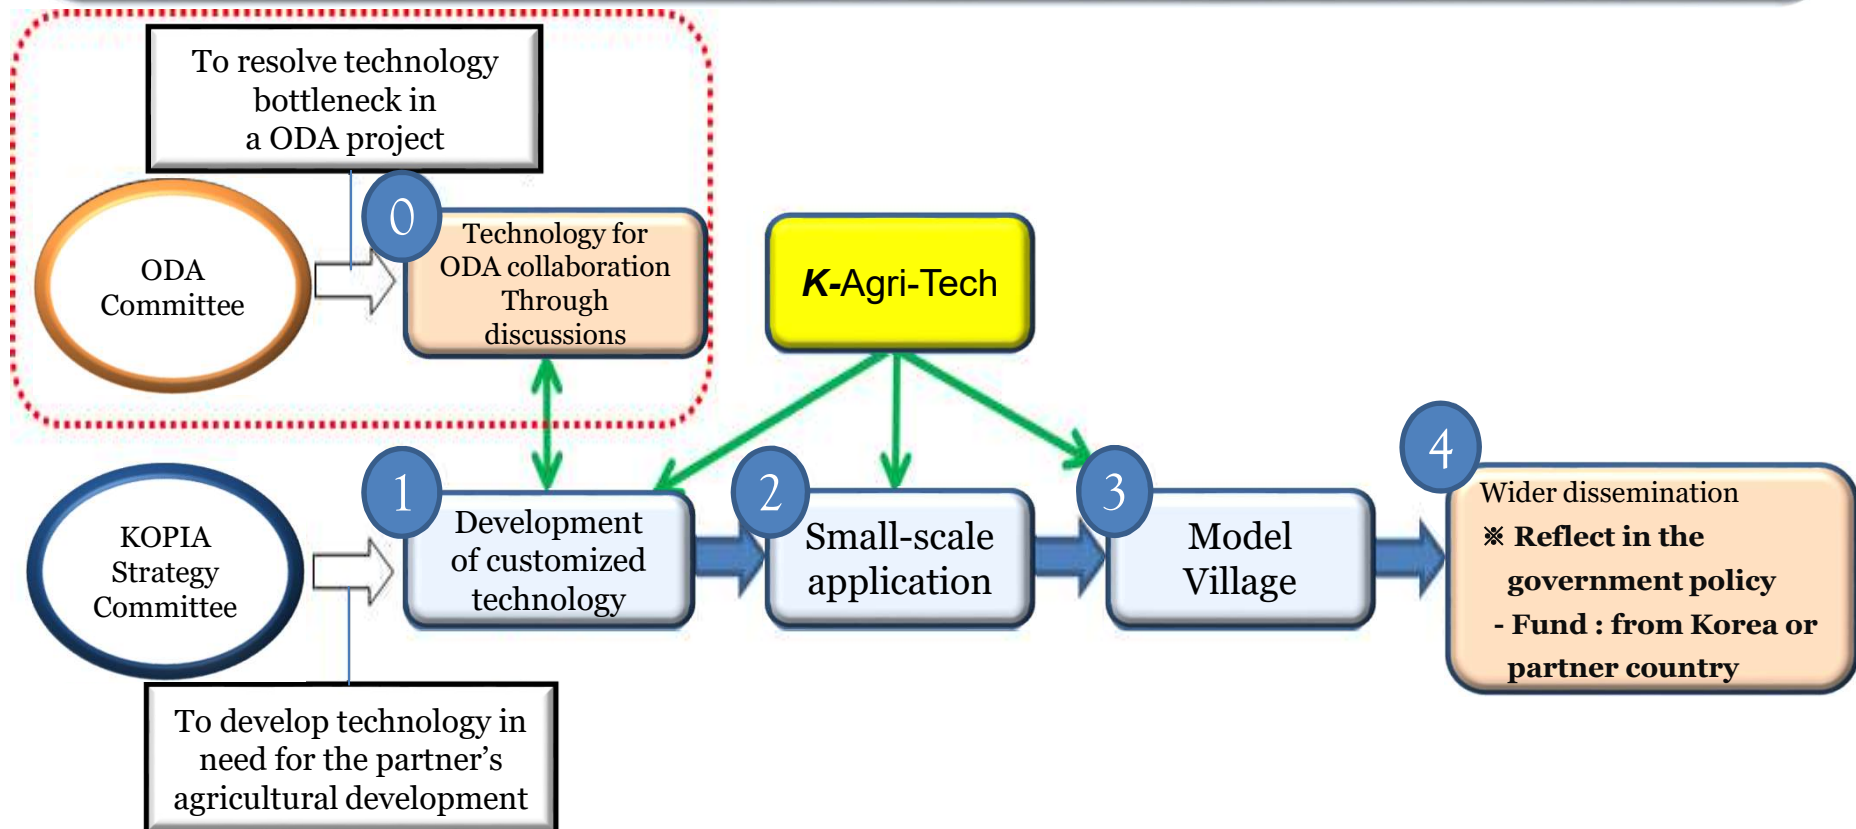 To resolve technology
bottleneck in
a ODA project
ODA
Committee
0
Technology for
ODA collaboration
Through
discussions
K-Agri-Tech
KOPIA
Strategy
Committee
1
Development
of customized
technology
2
Small-scale
application
3
Model
Village
4
Wider dissemination
※ Reflect in the
government policy
- Fund : from Korea or
partner country
To develop technology in
need for the partner’s
agricultural development